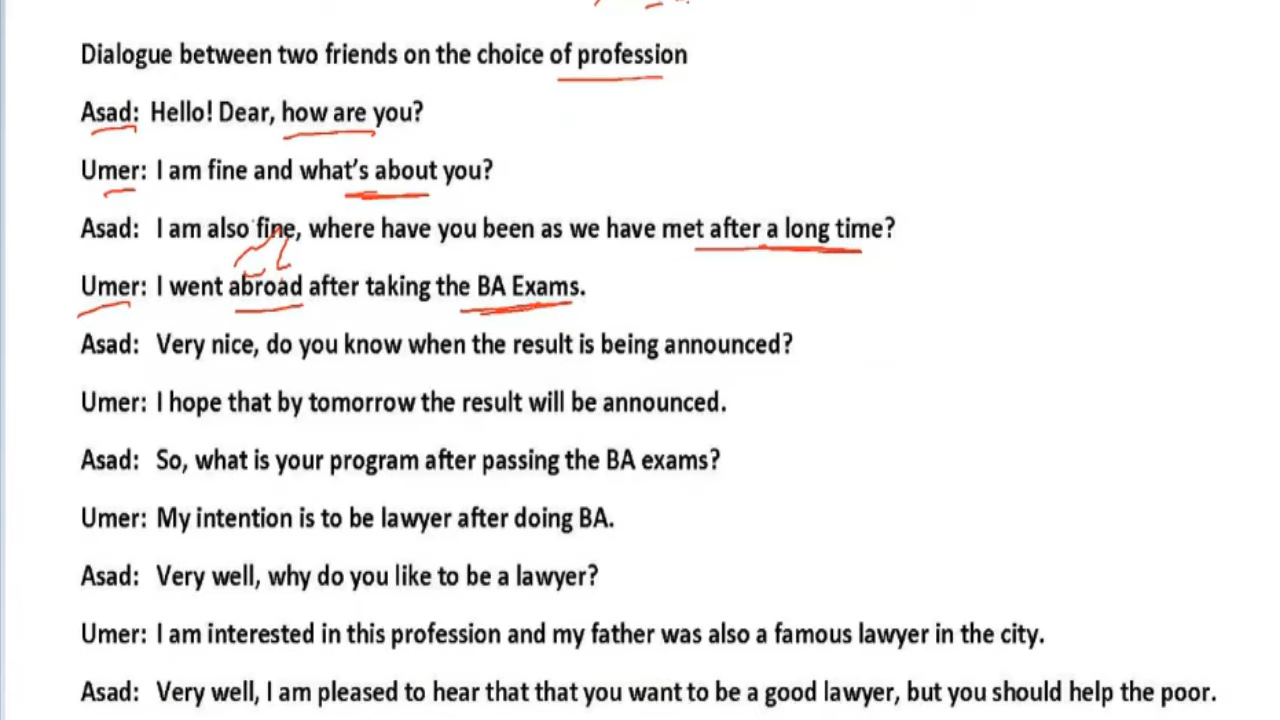 Dialogue between two friends on the choice of profession
Asad: Hello! Dear, how are you?
Umer: I am fine and what's about you?
Asad: I am also fine, where have you been as we have met after a long time?
Umer: I went abroad after taking the BA Exams.
Asad: Very nice, do you know when the result is being announced?
Umer: I hope that by tomorrow the result will be announced.
Asad: So, what is your program after passing the BA exams?
Umer: My intention is to be lawyer after doing BA.
Asad: Very well, why do you like to be a lawyer?
Umer: I am interested in this profession and my father was also a famous lawyer in the city.
Asad: Very well, I am pleased to hear that that you want to be a good lawyer, but you should help the poor.